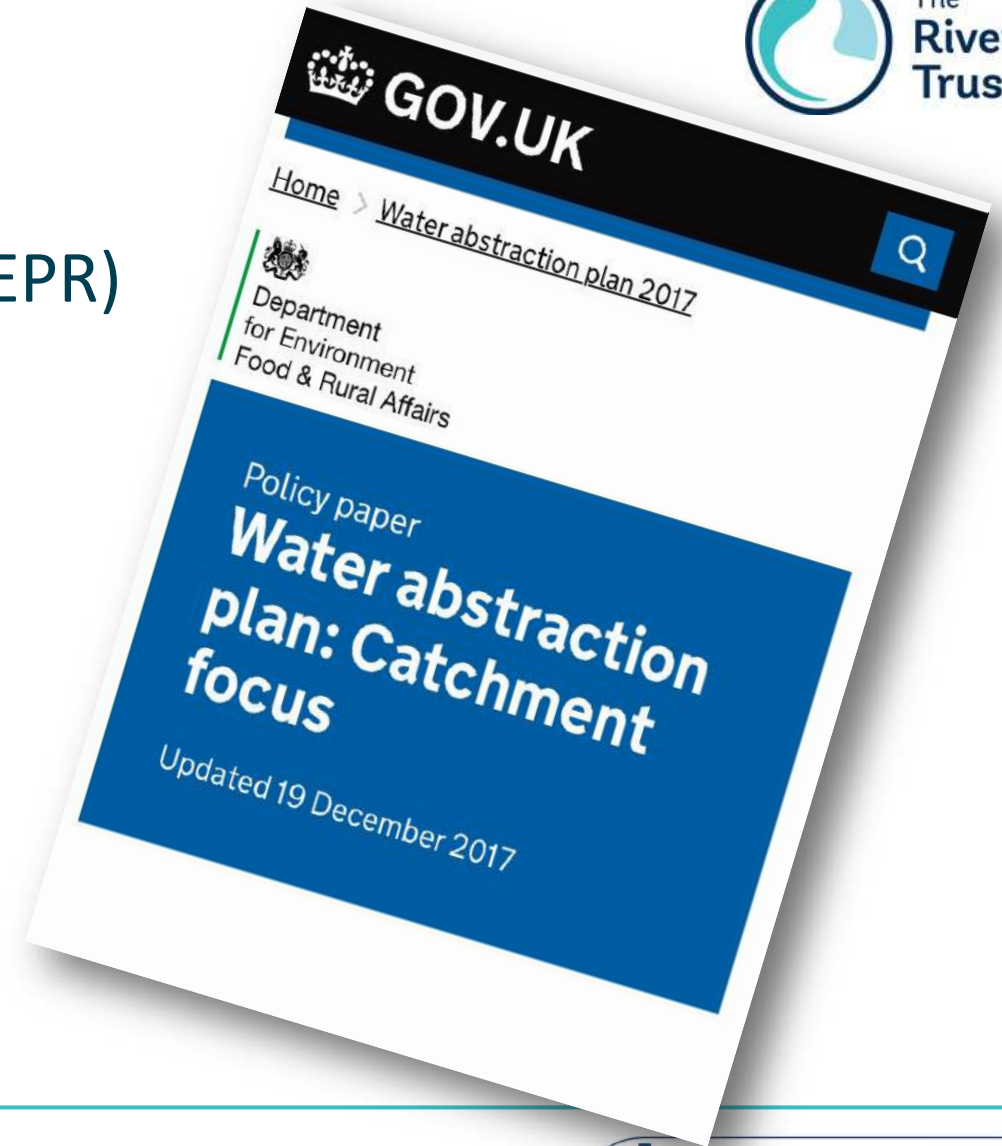 The
EPR)
GOV.UK
Home > Water abstraction plan 2017
Department
for Environment
Food & Rural Affairs
Policy paper
Water abstraction
plan: Catchment
focus
Updated 19 December 2017